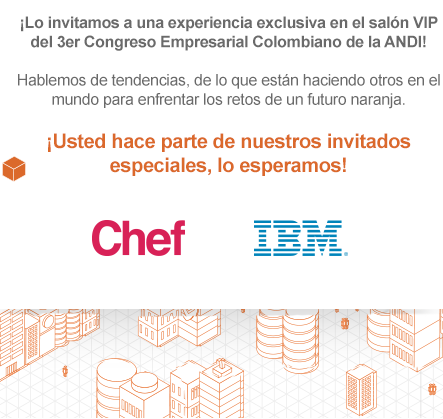 ¡Lo invitamos a una experiencia exclusiva en el salón VIP
del 3er Congreso Empresarial Colombiano de la ANDI!
Hablemos de tendencias, de lo que están haciendo otros en el
mundo para enfrentar los retos de un futuro naranja.
¡Usted hace parte de nuestros invitados
especiales, lo esperamos!
Chef IBM®